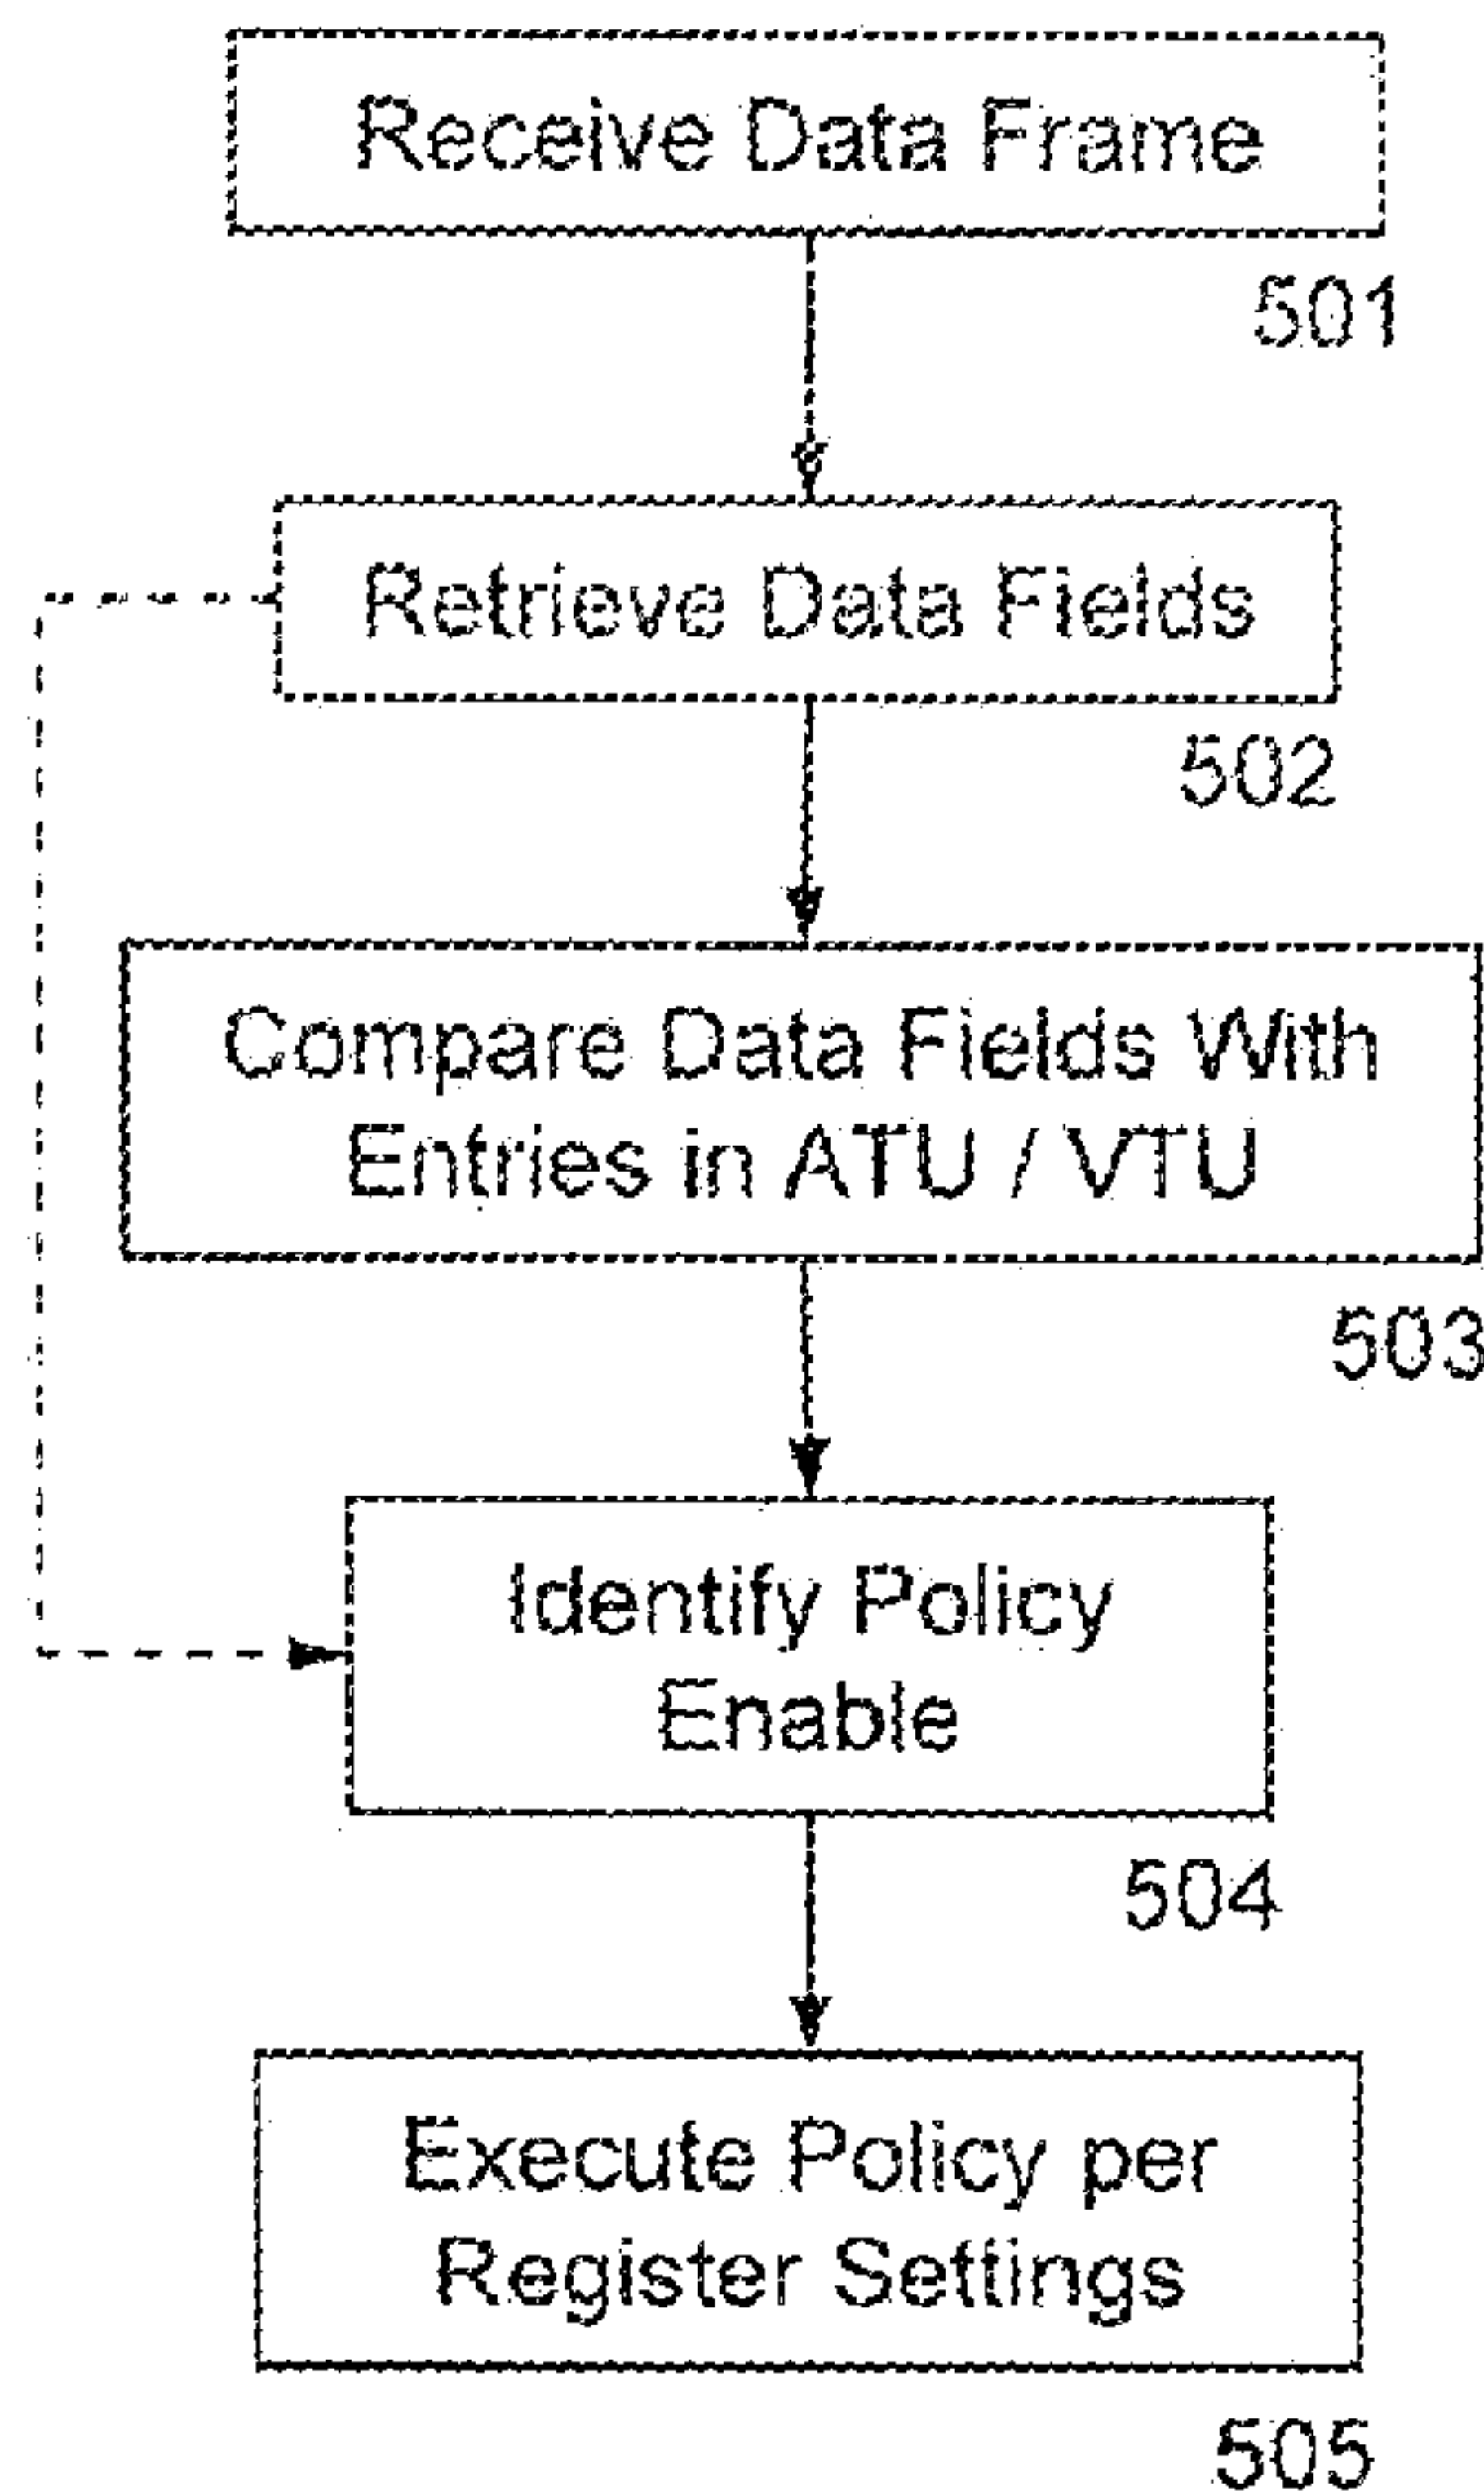 Receive Data Frame
501
Retrieve Data Fields
502
Compare Data Fields With
Entries in ATU / VTU
503
Identify Policy
Enable
504
Execute Policy per
Register Settings
505